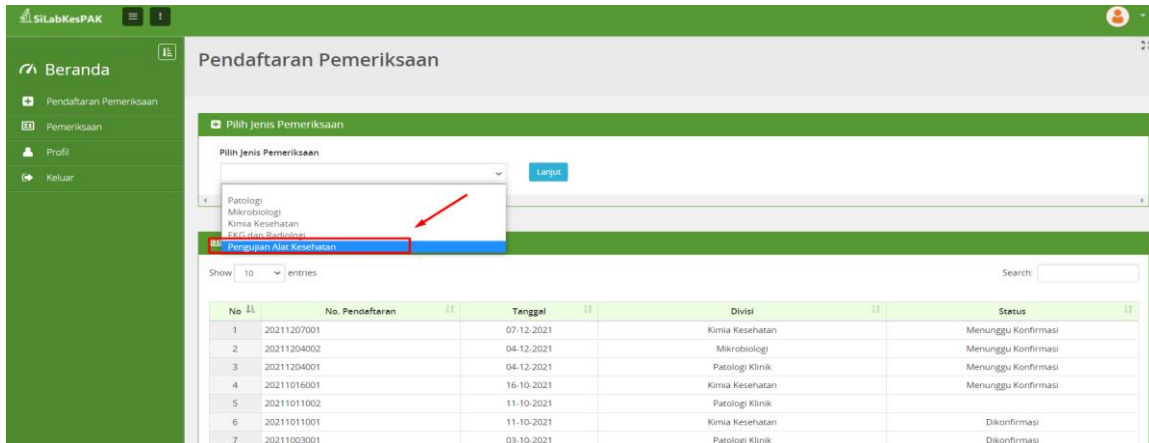 SiLabKesPAK
Beranda
Pendaftaran Pemeriksaan
Pemeriksaan
Profil
Keluar
Pendaftaran Pemeriksaan
Pilih Jenis Pemeriksaan
Pilih Jenis Pemeriksaan
Lanjut
Patologi
Mikrobiologi
Kimia Kesehatan
EKG dan Radiologi
Pengujian Alat Kesehatan
Show 10 entries Search:
No No. Pendaftaran Tanggal Divisi Status
1 20211207001 07-12-2021 Kimia Kesehatan Menunggu Konfirmasi
2 20211204002 04-12-2021 Mikrobiologi Menunggu Konfirmasi
3 20211204001 04-12-2021 Patologi Klinik Menunggu Konfirmasi
4 20211016001 16-10-2021 Kimia Kesehatan Menunggu Konfirmasi
5 20211011002 11-10-2021 Patologi Klinik
6 20211011001 11-10-2021 Kimia Kesehatan Dikonfirmasi
7 20211003001 03-10-2021 Patologi Klinik Dikonfirmasi